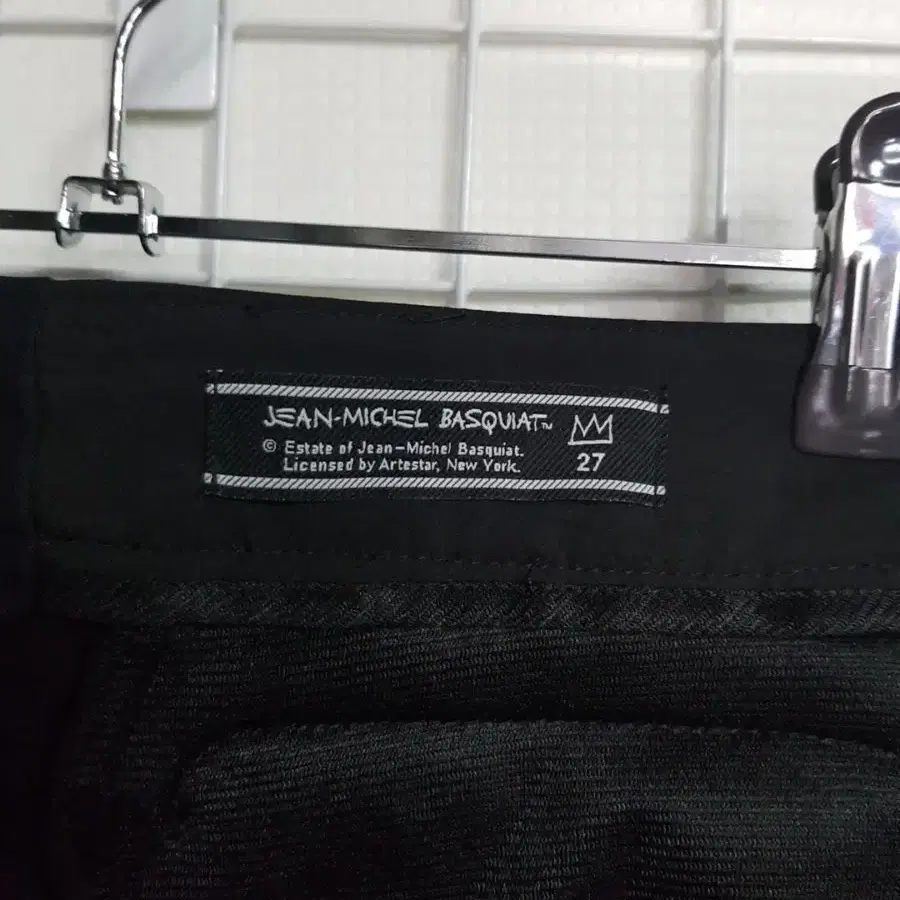 JEAN-MICHEL BASQUIAT™
© Estate of Jean-Michel Basquiat.
Licensed by Artestar, New York.
27